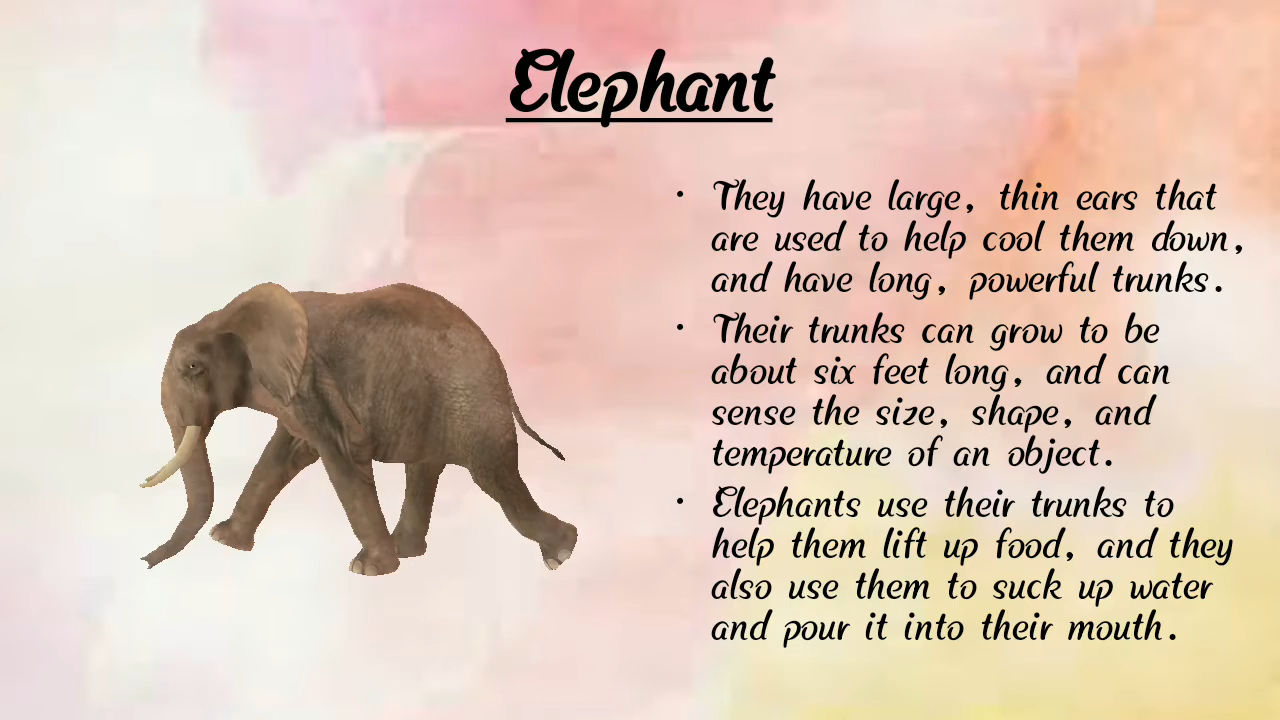 Elephant
• They have large, thin ears that
are used to help cool them down,
and have long, powerful trunks.
• Their trunks can grow to be
about six feet long, and can
sense the size, shape, and
temperature of an object.
• Elephants use their trunks to
help them lift up food, and they
also use them to suck up water
and pour it into their mouth.